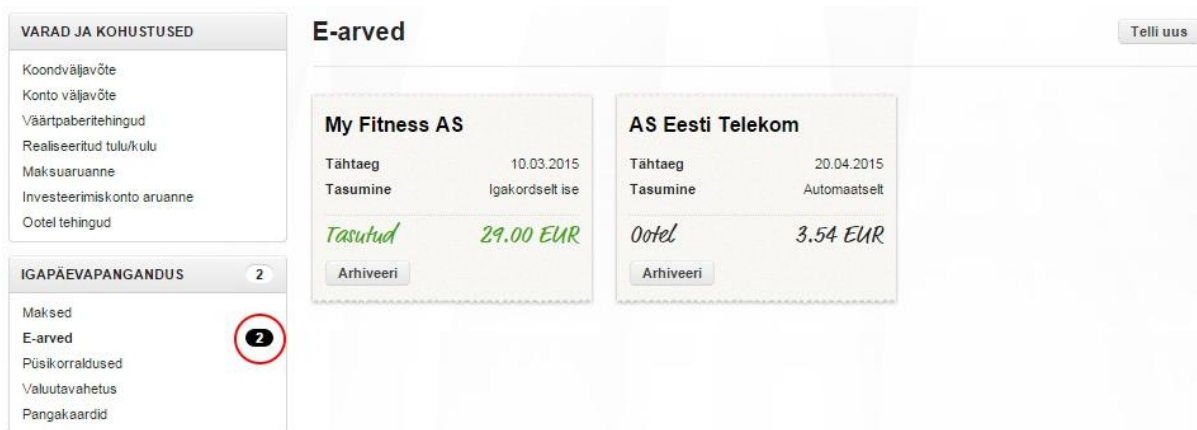 VARAD JA KOHUSTUSED
Koondväljavõte
Konto väljavõte
Väärtpaberitehingud
Realiseeritud tulu/kulu
Maksuaruanne
Investeerimiskonto aruanne
Ootel tehingud
IGAPÄEVAPANGANDUS 2
Maksed
E-arved 2
Püsikorraldused
Valuutavahetus
Pangakaardid
E-arved
Telli uus
My Fitness AS
Tähtaeg 10.03.2015
Tasumine Igakordselt ise
Tasutud 29.00 EUR
Arhiveeri
AS Eesti Telekom
Tähtaeg 20.04.2015
Tasumine Automaatselt
Ootel 3.54 EUR
Arhiveeri